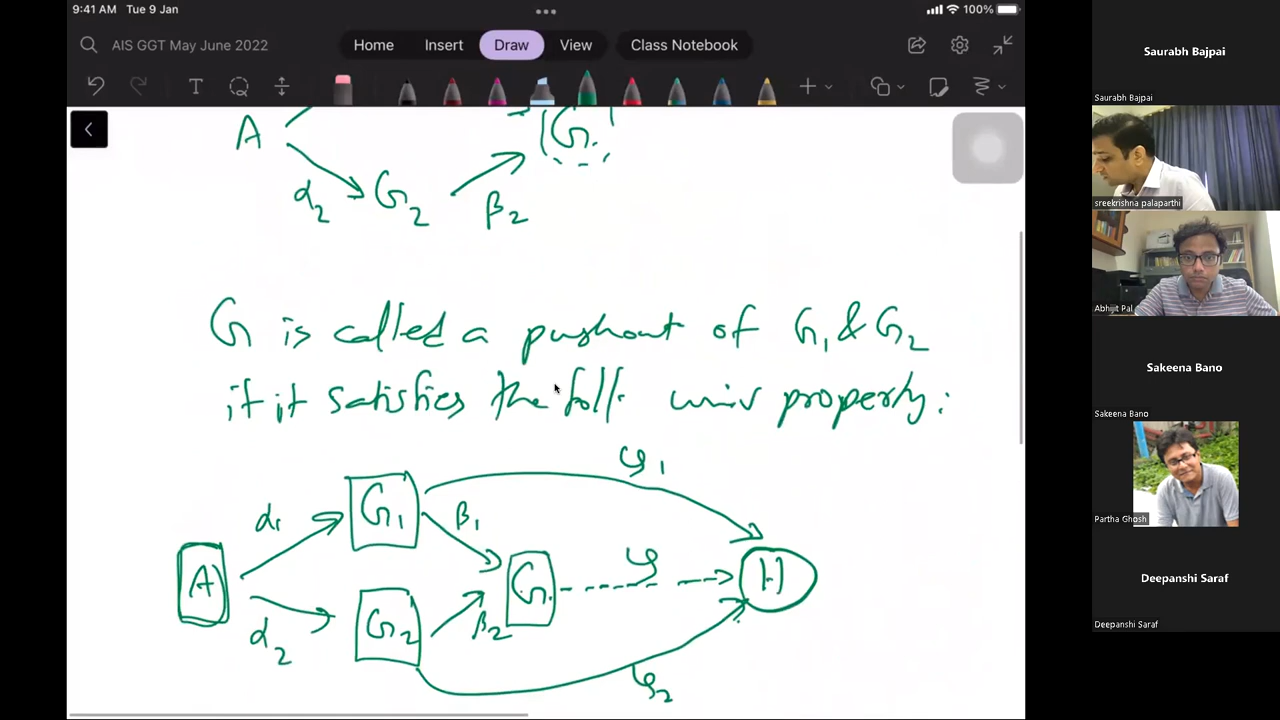 9:41 AM Tue 9 Jan
100%
AIS GGT May June 2022
Home Insert Draw View Class Notebook
T
A
G.
α2 G2 β2
G is called a pushout of G1 & G2
if it satisfies the foll. univ property:
φ1
α1 G1 β1
A G. φ H
α2 G2 β2
φ2
Saurabh Bajpai
Saurabh Bajpai
sreekrishna palaparthi
Abhijit Pal
Sakeena Bano
Sakeena Bano
Partha Ghosh
Deepanshi Saraf
Deepanshi Saraf